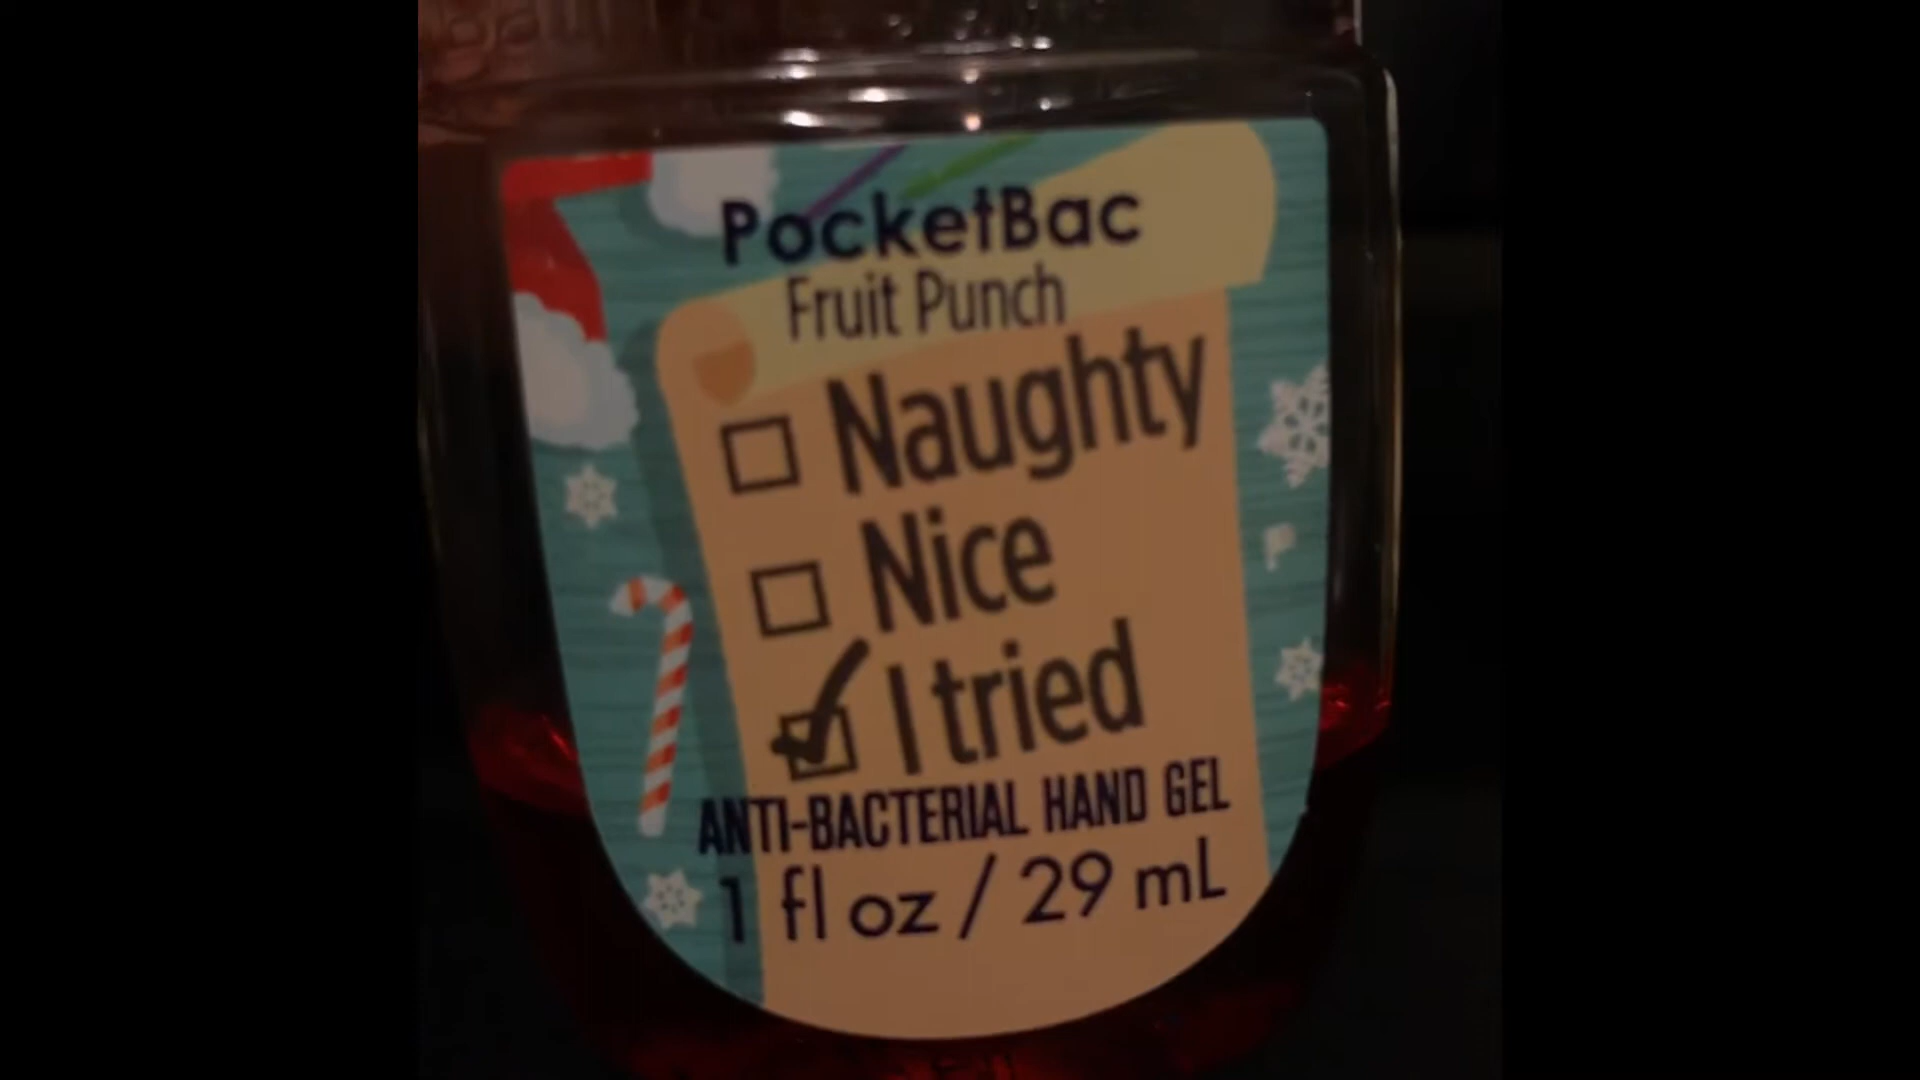 PocketBac
Fruit Punch
Naughty
Nice
I tried
ANTI-BACTERIAL HAND GEL
1 fl oz / 29 mL